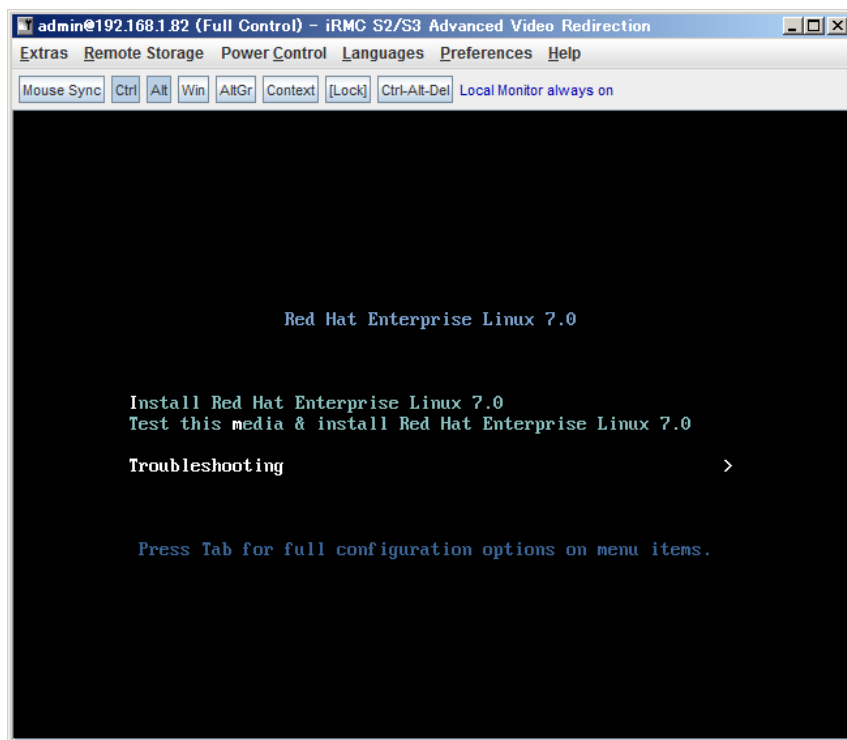 admin@192.168.1.82 (Full Control) - iRMC S2/S3 Advanced Video Redirection
Extras Remote Storage Power Control Languages Preferences Help
Mouse Sync Ctrl Alt Win AltGr Context [Lock] Ctrl-Alt-Del Local Monitor always on
Red Hat Enterprise Linux 7.0
Install Red Hat Enterprise Linux 7.0
Test this media & install Red Hat Enterprise Linux 7.0
Troubleshooting >
Press Tab for full configuration options on menu items.